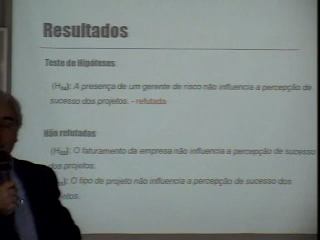 Resultados
Teste de Hipóteses
(H): A presença de um gerente de risco não influencia a percepção de
sucesso dos projetos. - refutada
Não refutadas
(H): O faturamento da empresa não influencia a percepção de sucesso
dos projetos.
): O tipo de projeto não influencia a percepção de sucesso dos